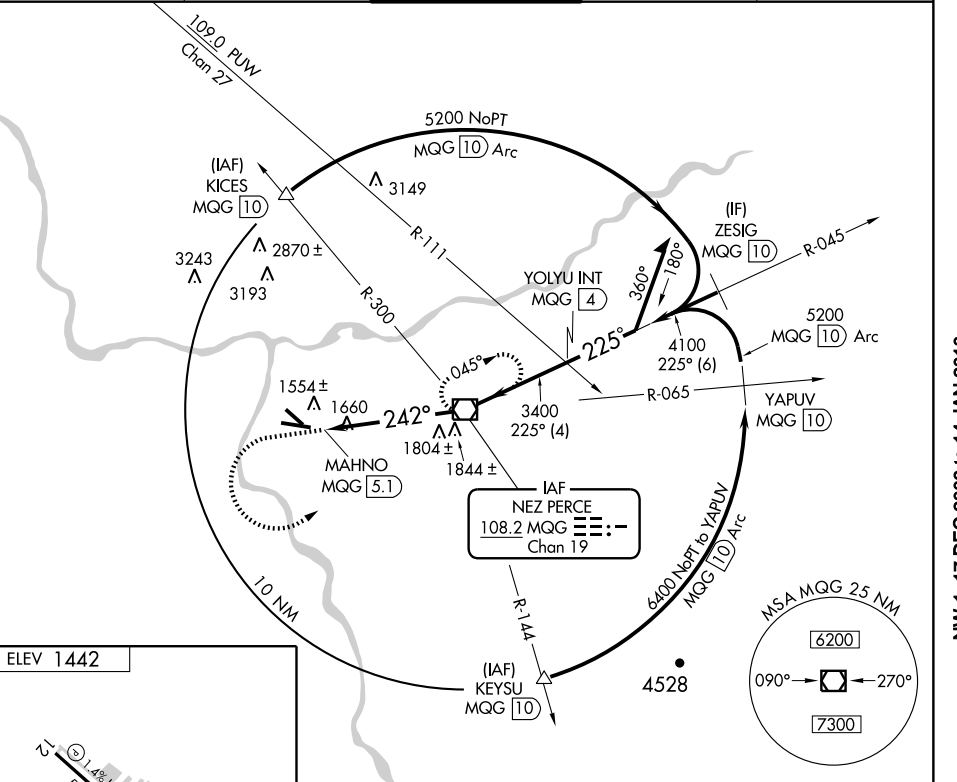 109.0 PUW
Chan 27
5200 NoPT
MQG 10 Arc
(IAF)
KICES
MQG 10
3149
(IF)
ZESIG
MQG 10
R-045
R-111
2870 ±
3243
3193
R-300
YOLYU INT
MQG 4
360°
180°
5200
MQG 10 Arc
4100
225° (6)
225°
045°
R-065
YAPUV
MQG 10
3400
225° (4)
1554 ±
1660
242°
1804 ±
1844 ±
MAHNO
MQG 5.1
IAF
NEZ PERCE
108.2 MQG
Chan 19
6400 NoPT to YAPUV
MQG 10 Arc
10 NM
R-144
(IAF)
KEYSU
MQG 10
4528
MSA MQG 25 NM
6200
090°
270°
7300
ELEV 1442
12
P
1.4%